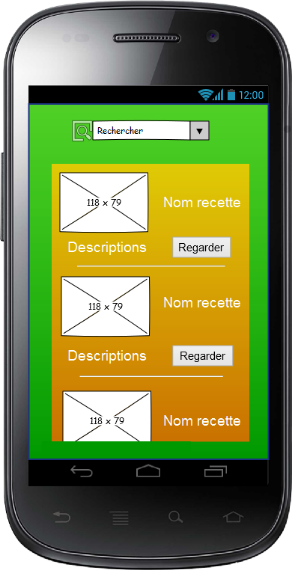 12:00
Rechercher
118 x 79
Nom recette
Descriptions
Regarder
118 x 79
Nom recette
Descriptions
Regarder
118 x 79
Nom recette